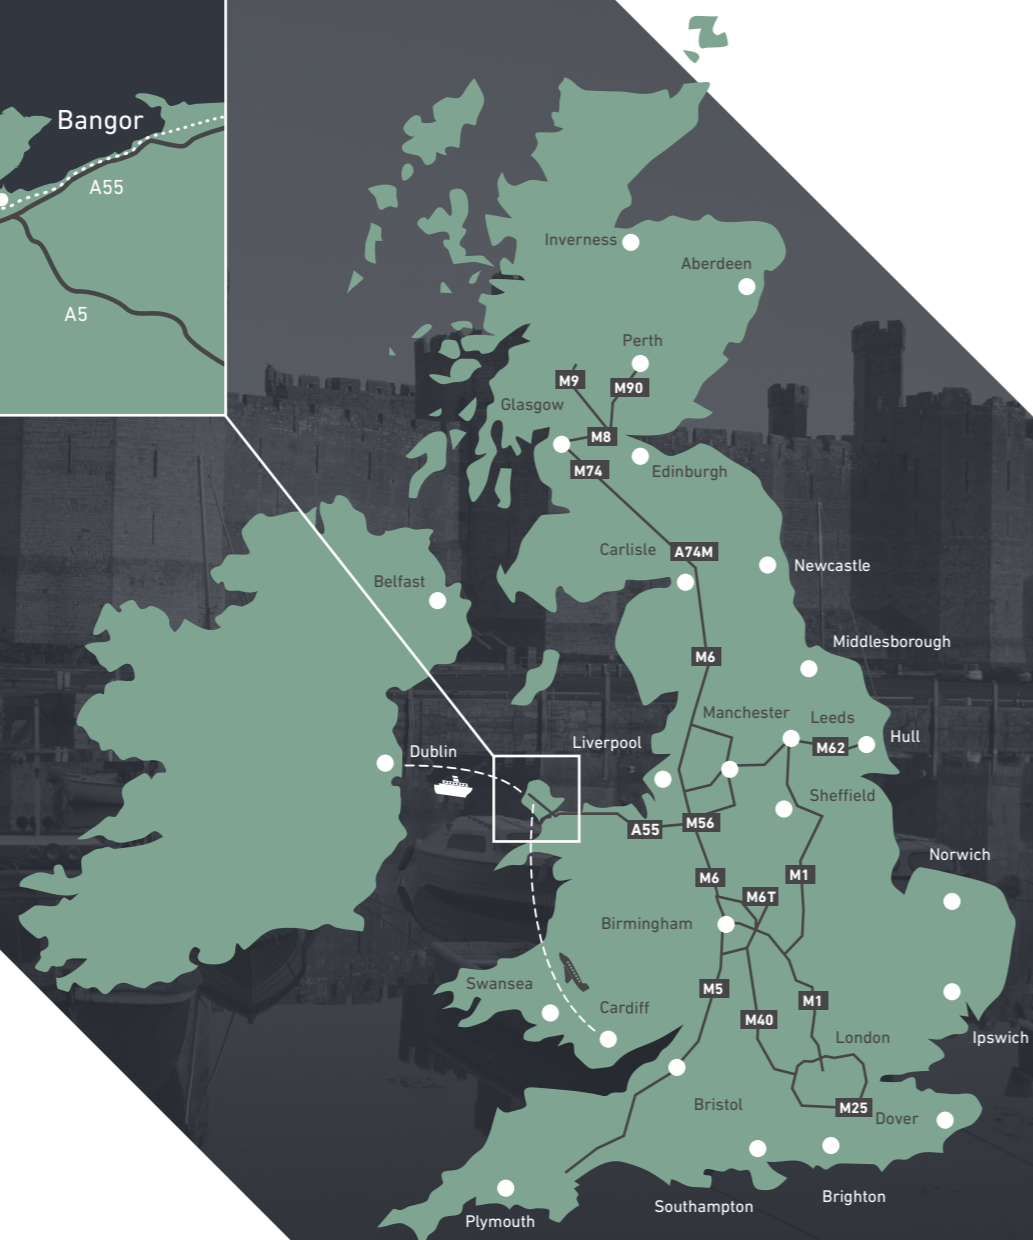 Bangor
A55
A5
Inverness
Aberdeen
Perth
M9
M90
Glasgow
M8
Edinburgh
M74
Carlisle
A74M
Newcastle
Belfast
Middlesborough
M6
Manchester
Leeds
Hull
M62
Liverpool
Dublin
Sheffield
A55
M56
Norwich
M6
M1
M6T
Birmingham
Swansea
M5
M1
Cardiff
M40
London
Ipswich
Bristol
M25
Dover
Southampton
Brighton
Plymouth